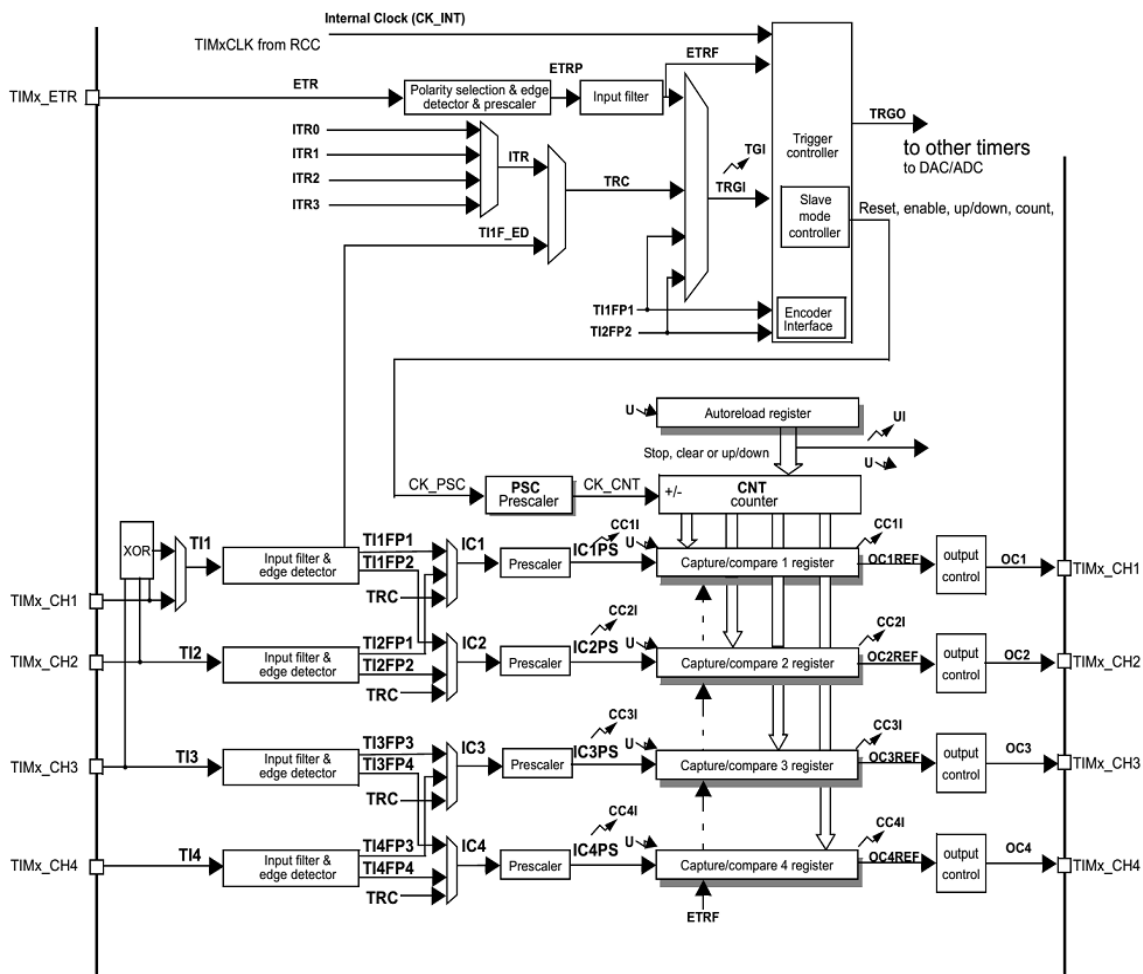 Internal Clock (CK_INT)
TIMxCLK from RCC
ETRF
ETRP
ETR
TIMx_ETR
Polarity selection & edge
detector & prescaler
Input filter
TRGO
to other timers
to DAC/ADC
Trigger
controller
ITR0
ITR1
ITR2
ITR3
ITR
TGI
TRC
TRGI
Slave
mode
controller
Reset, enable, up/down, count,
TI1F_ED
TI1FP1
TI2FP2
Encoder
Interface
U
Autoreload register
UI
Stop, clear or up/down
U
CK_PSC
PSC
Prescaler
CK_CNT
+/-
CNT
counter
XOR
TI1
Input filter &
edge detector
TI1FP1
TI1FP2
TRC
IC1
Prescaler
CC1I
IC1PS
U
Capture/compare 1 register
CC1I
OC1REF
output
control
OC1
TIMx_CH1
TIMx_CH1
TIMx_CH2
TI2
Input filter &
edge detector
TI2FP1
TI2FP2
TRC
IC2
Prescaler
CC2I
IC2PS
U
Capture/compare 2 register
CC2I
OC2REF
output
control
OC2
TIMx_CH2
TIMx_CH3
TI3
Input filter &
edge detector
TI3FP3
TI3FP4
TRC
IC3
Prescaler
CC3I
IC3PS
U
Capture/compare 3 register
CC3I
OC3REF
output
control
OC3
TIMx_CH3
TIMx_CH4
TI4
Input filter &
edge detector
TI4FP3
TI4FP4
TRC
IC4
Prescaler
CC4I
IC4PS
U
Capture/compare 4 register
CC4I
OC4REF
output
control
OC4
TIMx_CH4
ETRF